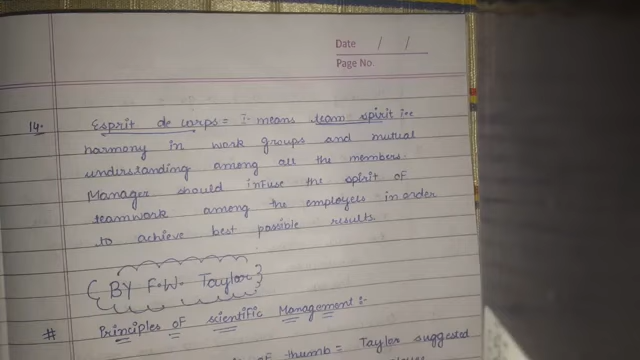 Date / /
Page No.
14. Esprit de corps = it means team spirit i.e
harmony in work groups and mutual
understanding among all the members.
Manager should infuse the spirit of
teamwork among the employees in order
to achieve best possible results.
{ BY F.W. Taylor }
# Principles of scientific Management :-
of thumb = Taylor suggested